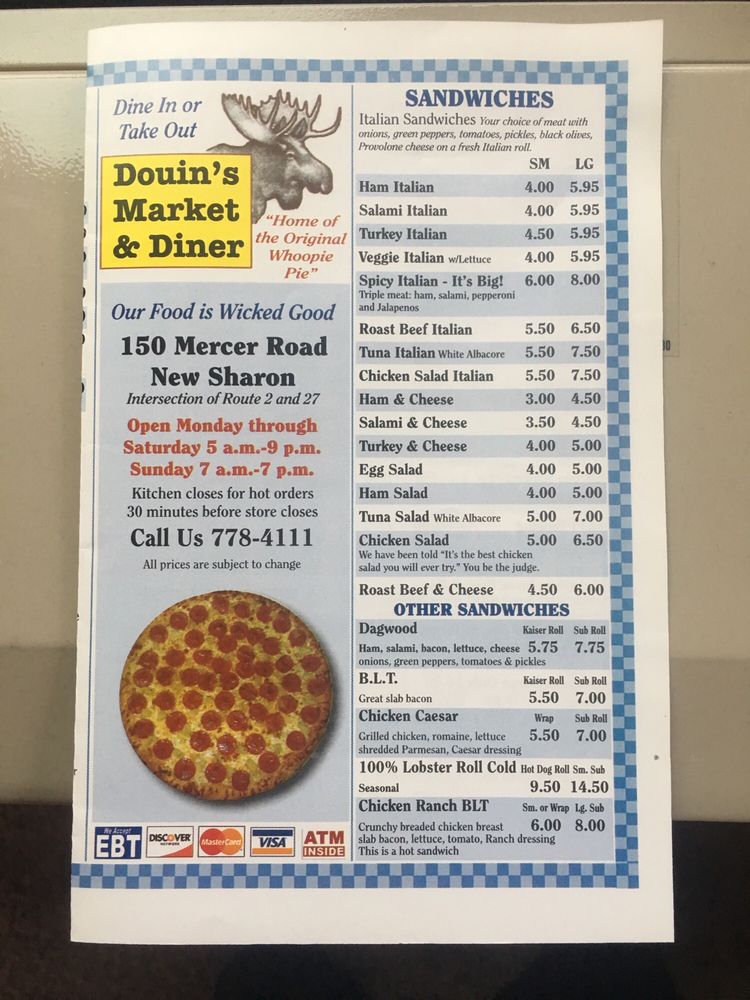 Dine In or
Take Out
Douin's
Market
& Diner
"Home of
the Original
Whoopie
Pie"
Our Food is Wicked Good
150 Mercer Road
New Sharon
Intersection of Route 2 and 27
Open Monday through
Saturday 5 a.m.-9 p.m.
Sunday 7 a.m.-7 p.m.
Kitchen closes for hot orders
30 minutes before store closes
Call Us 778-4111
All prices are subject to change
We Accept
EBT
DISCOVER
NETWORK
MasterCard
VISA
ATM
INSIDE
SANDWICHES
Italian Sandwiches Your choice of meat with
onions, green peppers, tomatoes, pickles, black olives,
Provolone cheese on a fresh Italian roll.
SM LG
Ham Italian 4.00 5.95
Salami Italian 4.00 5.95
Turkey Italian 4.50 5.95
Veggie Italian w/Lettuce 4.00 5.95
Spicy Italian - It's Big! 6.00 8.00
Triple meat: ham, salami, pepperoni
and Jalapenos
Roast Beef Italian 5.50 6.50
Tuna Italian White Albacore 5.50 7.50
Chicken Salad Italian 5.50 7.50
Ham & Cheese 3.00 4.50
Salami & Cheese 3.50 4.50
Turkey & Cheese 4.00 5.00
Egg Salad 4.00 5.00
Ham Salad 4.00 5.00
Tuna Salad White Albacore 5.00 7.00
Chicken Salad 5.00 6.50
We have been told "It's the best chicken
salad you will ever try." You be the judge.
Roast Beef & Cheese 4.50 6.00
OTHER SANDWICHES
Dagwood Kaiser Roll Sub Roll
Ham, salami, bacon, lettuce, cheese 5.75 7.75
onions, green peppers, tomatoes & pickles
B.L.T. Kaiser Roll Sub Roll
Great slab bacon 5.50 7.00
Chicken Caesar Wrap Sub Roll
Grilled chicken, romaine, lettuce 5.50 7.00
shredded Parmesan, Caesar dressing
100% Lobster Roll Cold Hot Dog Roll Sm. Sub
Seasonal 9.50 14.50
Chicken Ranch BLT Sm. or Wrap Lg. Sub
Crunchy breaded chicken breast 6.00 8.00
slab bacon, lettuce, tomato, Ranch dressing
This is a hot sandwich